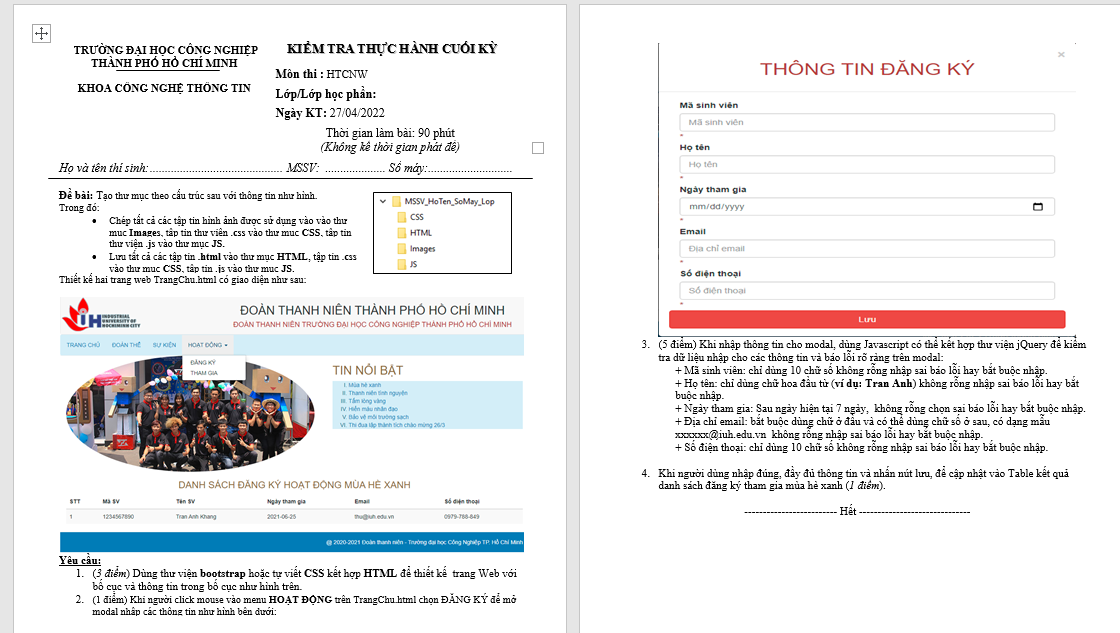 TRƯỜNG ĐẠI HỌC CÔNG NGHIỆP
THÀNH PHỐ HỒ CHÍ MINH
KHOA CÔNG NGHỆ THÔNG TIN
KIỂM TRA THỰC HÀNH CUỐI KỲ
Môn thi : HTCNW
Lớp/Lớp học phần:
Ngày KT: 27/04/2022
Thời gian làm bài: 90 phút
(Không kể thời gian phát đề)
Họ và tên thí sinh:................................................ MSSV: ...................... Số máy:..............................
Đề bài: Tạo thư mục theo cấu trúc sau với thông tin như hình.
Trong đó:
• Chép tất cả các tập tin hình ảnh được sử dụng vào vào thư
mục Images, tập tin thư viện .css vào thư mục CSS, tập tin
thư viện .js vào thư mục JS.
• Lưu tất cả các tập tin .html vào thư mục HTML, tập tin .css
vào thư mục CSS, tập tin .js vào thư mục JS.
MSSV_HoTen_SoMay_Lop
CSS
HTML
Images
JS
Thiết kế hai trang web TrangChu.html có giao diện như sau:
INDUSTRIAL
UNIVERSITY OF
HOCHIMINH CITY
ĐOÀN THANH NIÊN THÀNH PHỐ HỒ CHÍ MINH
ĐOÀN THANH NIÊN TRƯỜNG ĐẠI HỌC CÔNG NGHIỆP THÀNH PHỐ HỒ CHÍ MINH
TRANG CHỦ ĐOÀN THỂ SỰ KIỆN HOẠT ĐỘNG
ĐĂNG KÝ
THAM GIA
TIN NỔI BẬT
I. Mùa hè xanh
II. Thanh niên tình nguyện
III. Tấm lòng vàng
IV. Hiến máu nhân đạo
V. Bảo vệ môi trường sạch
VI. Thi đua lập thành tích chào mừng 26/3
DANH SÁCH ĐĂNG KÝ HOẠT ĐỘNG MÙA HÈ XANH
STT Mã SV Tên SV Ngày tham gia Email Số điện thoại
1 1234567890 Tran Anh Khang 2021-06-25 thu@iuh.edu.vn 0979-788-849
@ 2020-2021 Đoàn thanh niên - Trường đại học Công Nghiệp TP. Hồ Chí Minh
Yêu cầu:
1. (3 điểm) Dùng thư viện bootstrap hoặc tự viết CSS kết hợp HTML để thiết kế trang Web với
bố cục và thông tin trong bố cục như hình trên.
2. (1 điểm) Khi người click mouse vào menu HOẠT ĐỘNG trên TrangChu.html chọn ĐĂNG KÝ để mở
modal nhập các thông tin như hình bên dưới:
×
THÔNG TIN ĐĂNG KÝ
Mã sinh viên
Mã sinh viên
*
Họ tên
Họ tên
*
Ngày tham gia
mm/dd/yyyy
*
Email
Địa chỉ email
*
Số điện thoại
Số điện thoại
*
Lưu
3. (5 điểm) Khi nhập thông tin cho modal, dùng Javascript có thể kết hợp thư viện jQuery để kiểm
tra dữ liệu nhập cho các thông tin và báo lỗi rõ ràng trên modal:
+ Mã sinh viên: chỉ dùng 10 chữ số không rỗng nhập sai báo lỗi hay bắt buộc nhập.
+ Họ tên: chỉ dùng chữ hoa đầu từ (ví dụ: Tran Anh) không rỗng nhập sai báo lỗi hay bắt
buộc nhập.
+ Ngày tham gia: Sau ngày hiện tại 7 ngày, không rỗng chọn sai báo lỗi hay bắt buộc nhập.
+ Địa chỉ email: bắt buộc dùng chữ ở đầu và có thể dùng chữ số ở sau, có dạng mẫu
xxxxxx@iuh.edu.vn không rỗng nhập sai báo lỗi hay bắt buộc nhập.
+ Số điện thoại: chỉ dùng 10 chữ số không rỗng nhập sai báo lỗi hay bắt buộc nhập.
4. Khi người dùng nhập đúng, đầy đủ thông tin và nhấn nút lưu, để cập nhật vào Table kết quả
danh sách đăng ký tham gia mùa hè xanh (1 điểm).
------------------------- Hết ------------------------------